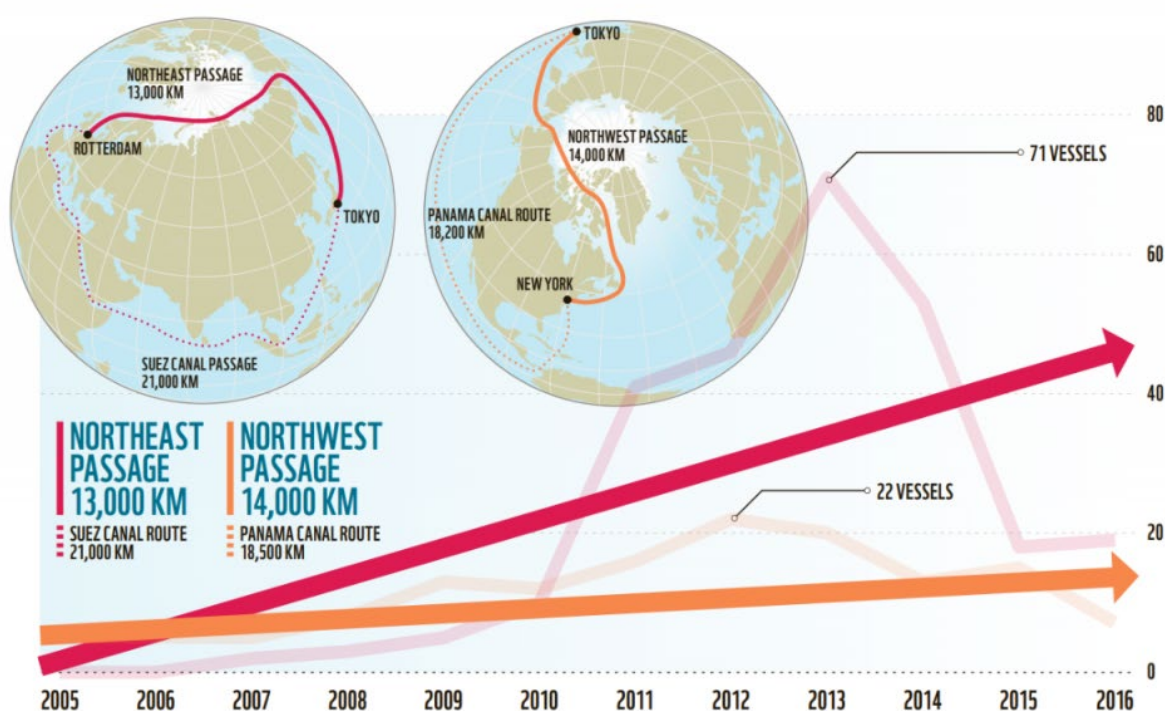 NORTHEAST PASSAGE
13,000 KM
ROTTERDAM
TOKYO
SUEZ CANAL PASSAGE
21,000 KM
TOKYO
NORTHWEST PASSAGE
14,000 KM
PANAMA CANAL ROUTE
18,200 KM
NEW YORK
80
71 VESSELS
60
40
NORTHEAST
PASSAGE
13,000 KM
SUEZ CANAL ROUTE
21,000 KM
NORTHWEST
PASSAGE
14,000 KM
PANAMA CANAL ROUTE
18,500 KM
22 VESSELS
20
0
2005 2006 2007 2008 2009 2010 2011 2012 2013 2014 2015 2016